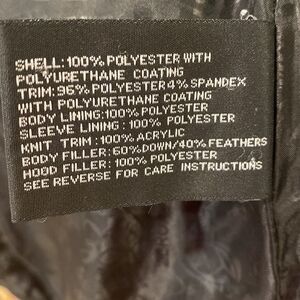 SHELL: 100% POLYESTER WITH
POLYURETHANE COATING
TRIM: 96% POLYESTER 4% SPANDEX
WITH POLYURETHANE COATING
BODY LINING: 100% POLYESTER
SLEEVE LINING: 100% POLYESTER
KNIT TRIM: 100% ACRYLIC
BODY FILLER: 60% DOWN/40% FEATHERS
HOOD FILLER: 100% POLYESTER
SEE REVERSE FOR CARE INSTRUCTIONS